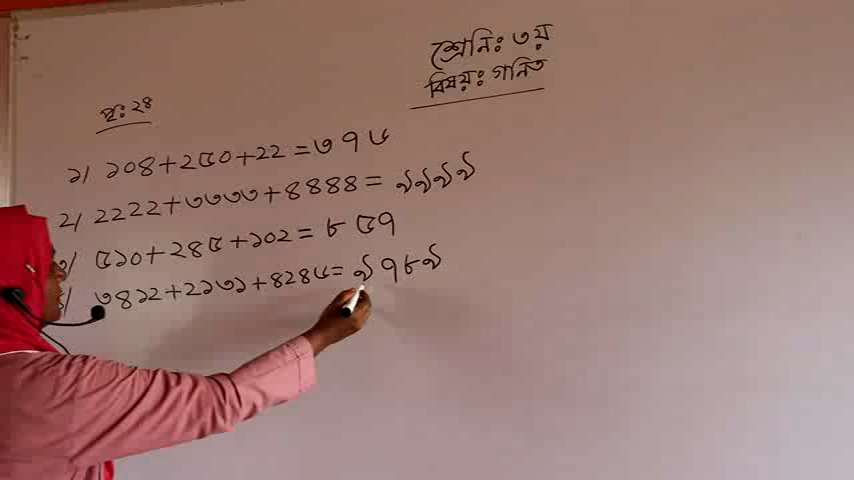 শ্রেনিঃ ৩য়
বিষয়ঃ গনিত
পৃঃ ২৪
১) ১০৪+২৫০+২২=৩৭৬
২) ২২২২+৩৩৩৩+৪৪৪৪=৯৯৯৯
৩) ৫১০+২৪৫+১০২=৮৫৭
৪) ৩৪১২+২১৩১+৪২৪৬=৯৭৮৯